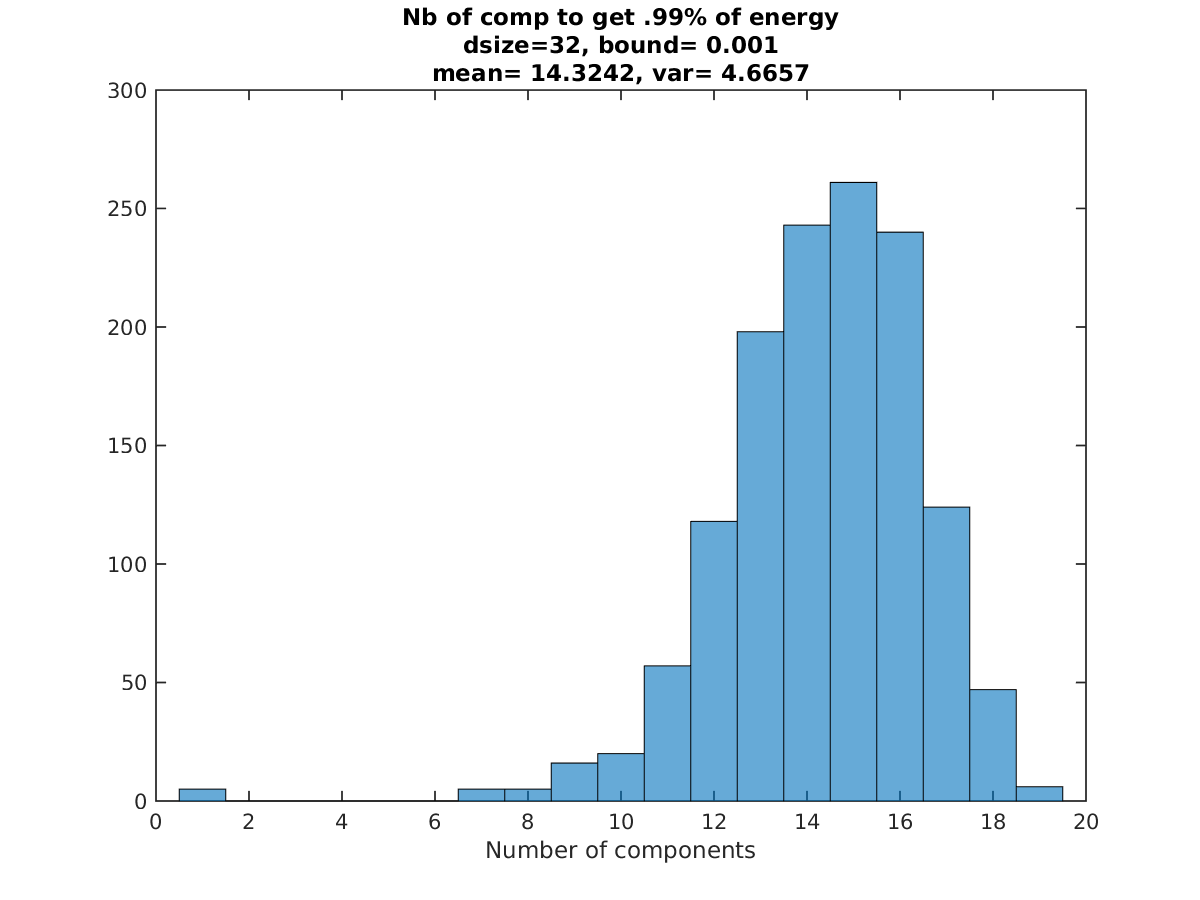 Nb of comp to get .99% of energy
dsize=32, bound= 0.001
mean= 14.3242, var= 4.6657
300
250
200
150
100
50
0
0 2 4 6 8 10 12 14 16 18 20
Number of components